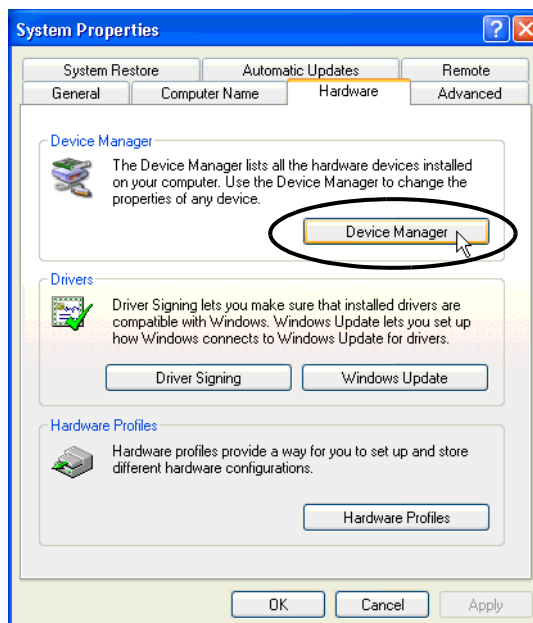 System Properties
System Restore Automatic Updates Remote
General Computer Name Hardware Advanced
Device Manager
The Device Manager lists all the hardware devices installed
on your computer. Use the Device Manager to change the
properties of any device.
Device Manager
Drivers
Driver Signing lets you make sure that installed drivers are
compatible with Windows. Windows Update lets you set up
how Windows connects to Windows Update for drivers.
Driver Signing Windows Update
Hardware Profiles
Hardware profiles provide a way for you to set up and store
different hardware configurations.
Hardware Profiles
OK Cancel Apply